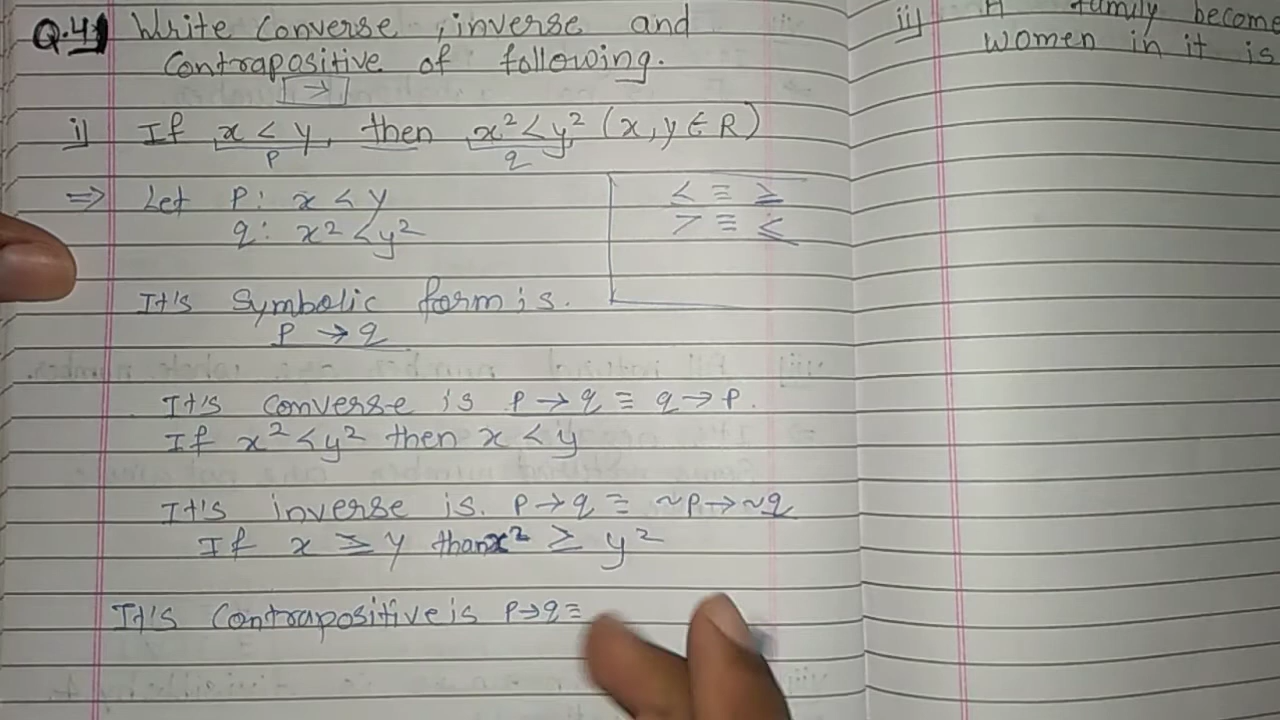 Q.4) Write Converse, inverse and
Contrapositive of following.
→
i) If x < y, then x² < y² (x, y ∈ R)
p q
⇒ Let P: x < y
q: x² < y²
< ≡ ≥
> ≡ ≤
It's Symbolic form is.
P → q
It's converse is P → q ≡ q → P.
If x² < y² then x < y
It's inverse is. P → q ≡ ~P → ~q
If x ≥ y than x² ≥ y²
It's Contrapositive is P → q ≡
ii) A family become
women in it is